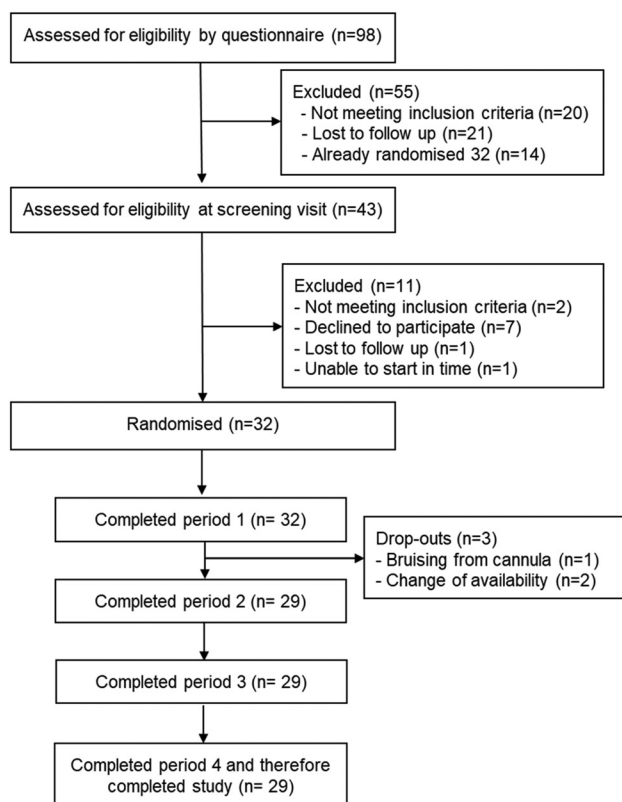 Assessed for eligibility by questionnaire (n=98)
Excluded (n=55)
- Not meeting inclusion criteria (n=20)
- Lost to follow up (n=21)
- Already randomised 32 (n=14)
Assessed for eligibility at screening visit (n=43)
Excluded (n=11)
- Not meeting inclusion criteria (n=2)
- Declined to participate (n=7)
- Lost to follow up (n=1)
- Unable to start in time (n=1)
Randomised (n=32)
Completed period 1 (n= 32)
Drop-outs (n=3)
- Bruising from cannula (n=1)
- Change of availability (n=2)
Completed period 2 (n= 29)
Completed period 3 (n= 29)
Completed period 4 and therefore
completed study (n= 29)